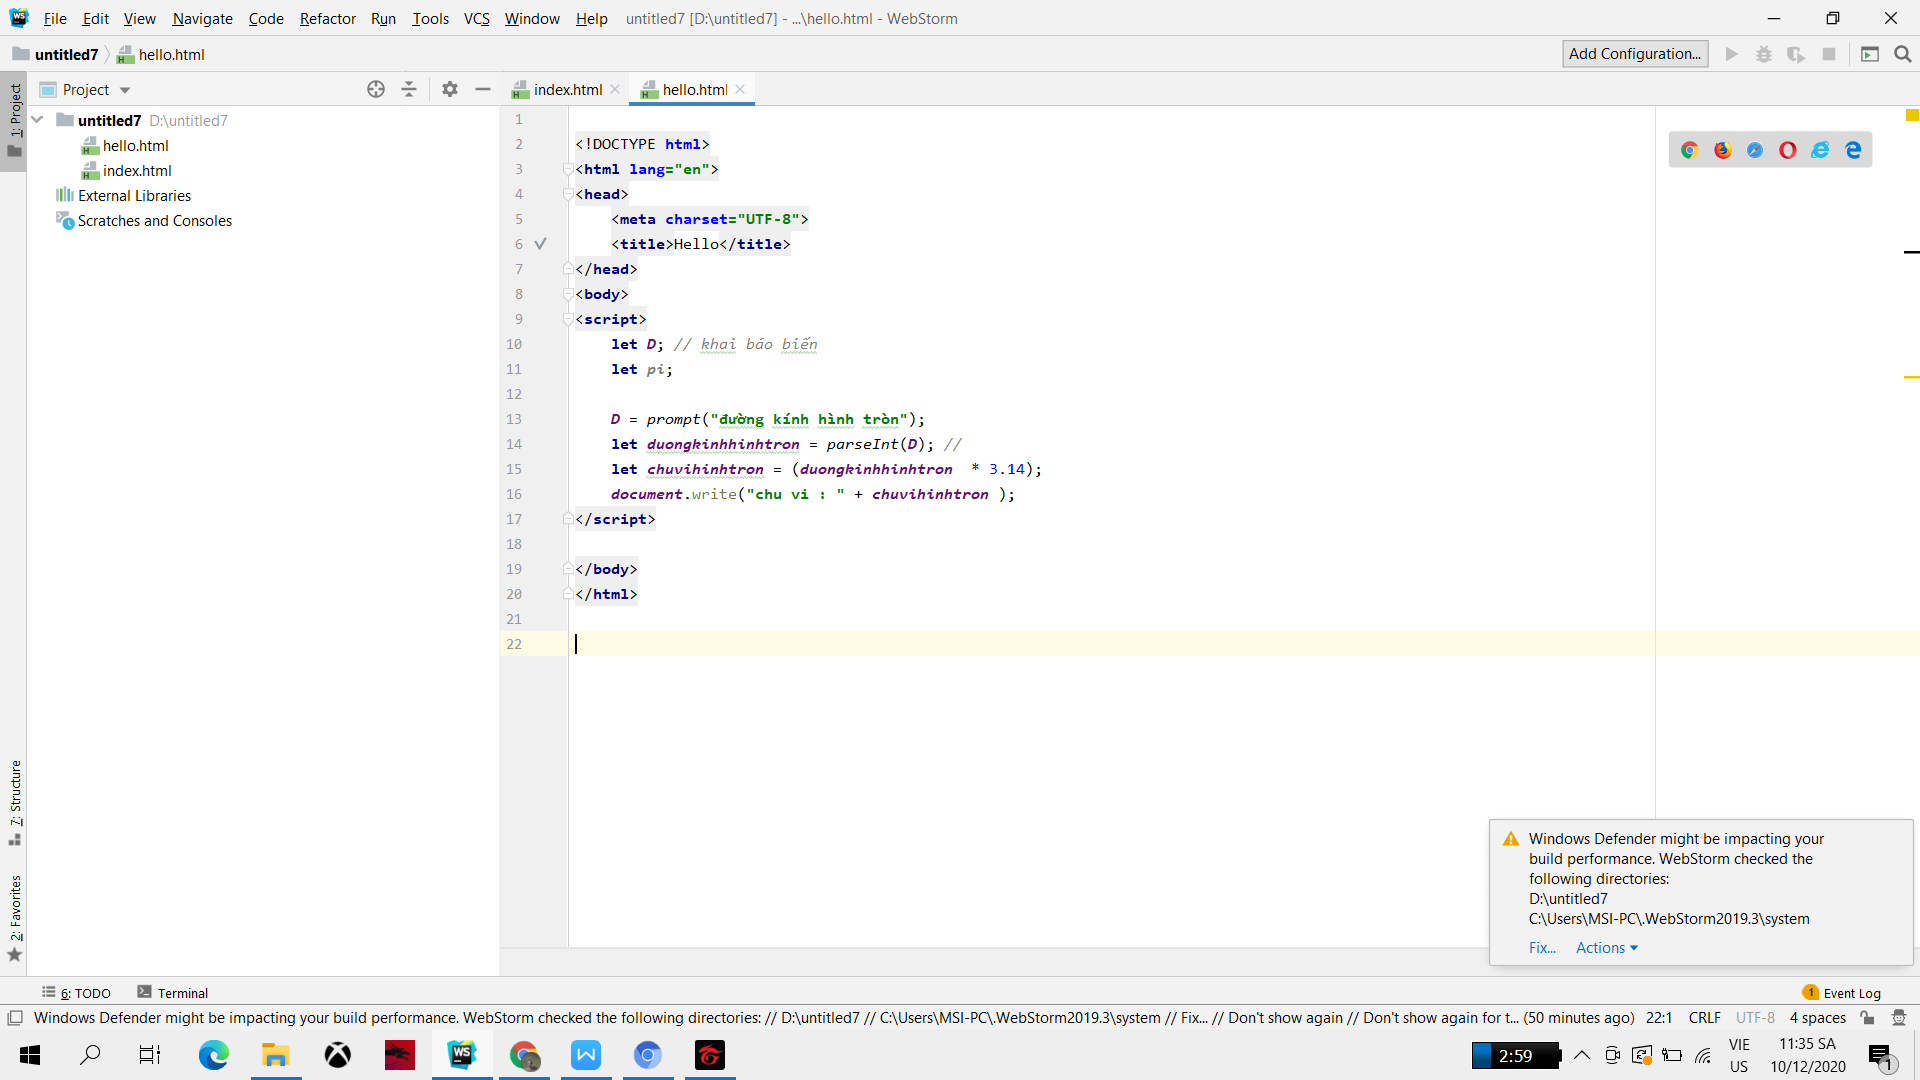 File Edit View Navigate Code Refactor Run Tools VCS Window Help untitled7 [D:\untitled7] - ...\hello.html - WebStorm
untitled7 hello.html Add Configuration...
1: Project
Project
index.html hello.html
untitled7 D:\untitled7
hello.html
index.html
External Libraries
Scratches and Consoles
1
2 <!DOCTYPE html>
3 <html lang="en">
4 <head>
5 <meta charset="UTF-8">
6 <title>Hello</title>
7 </head>
8 <body>
9 <script>
10 let D; // khai báo biến
11 let pi;
12
13 D = prompt("đường kính hình tròn");
14 let duongkinhhinhtron = parseInt(D); //
15 let chuvihinhtron = (duongkinhhinhtron * 3.14);
16 document.write("chu vi : " + chuvihinhtron );
17 </script>
18
19 </body>
20 </html>
21
22
7: Structure
2: Favorites
Windows Defender might be impacting your
build performance. WebStorm checked the
following directories:
D:\untitled7
C:\Users\MSI-PC\.WebStorm2019.3\system
Fix... Actions
6: TODO Terminal 1 Event Log
Windows Defender might be impacting your build performance. WebStorm checked the following directories: // D:\untitled7 // C:\Users\MSI-PC\.WebStorm2019.3\system // Fix... // Don't show again // Don't show again for t... (50 minutes ago) 22:1 CRLF UTF-8 4 spaces
WS 2:59 VIE 11:35 SA
US 10/12/2020 1